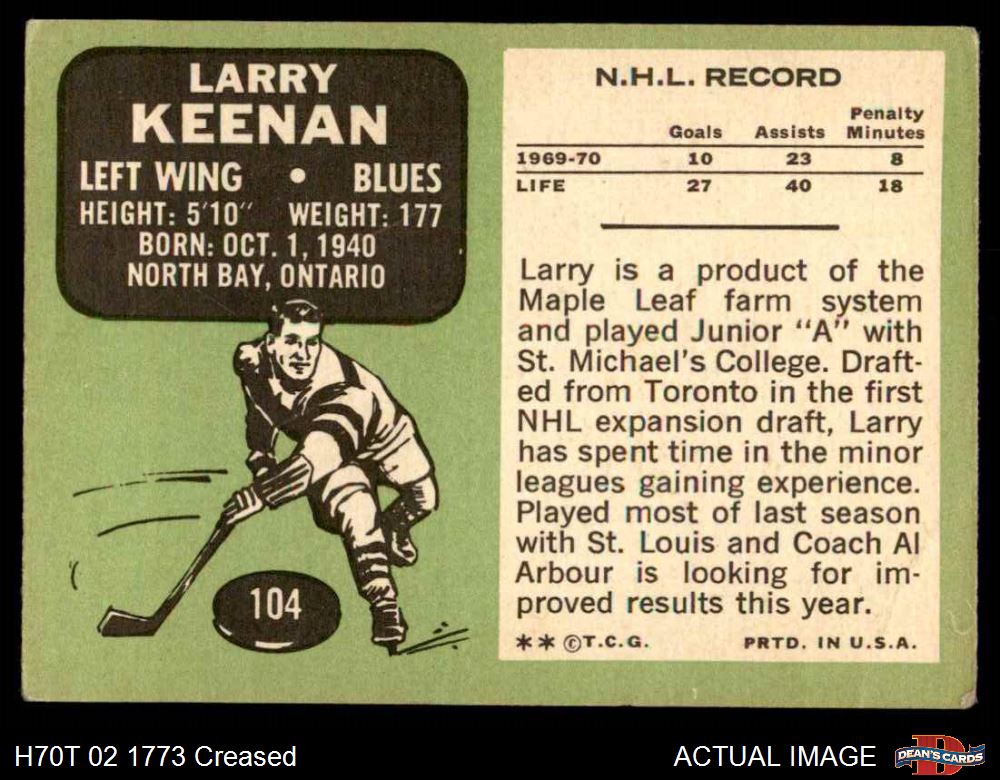 LARRY
KEENAN
LEFT WING • BLUES
HEIGHT: 5'10" WEIGHT: 177
BORN: OCT. 1, 1940
NORTH BAY, ONTARIO
104
N.H.L. RECORD
Goals Assists Penalty Minutes
1969-70 10 23 8
LIFE 27 40 18
Larry is a product of the
Maple Leaf farm system
and played Junior "A" with
St. Michael's College. Draft-
ed from Toronto in the first
NHL expansion draft, Larry
has spent time in the minor
leagues gaining experience.
Played most of last season
with St. Louis and Coach Al
Arbour is looking for im-
proved results this year.
** ©T.C.G. PRTD. IN U.S.A.
H70T 02 1773 Creased
ACTUAL IMAGE
DEAN'S CARDS